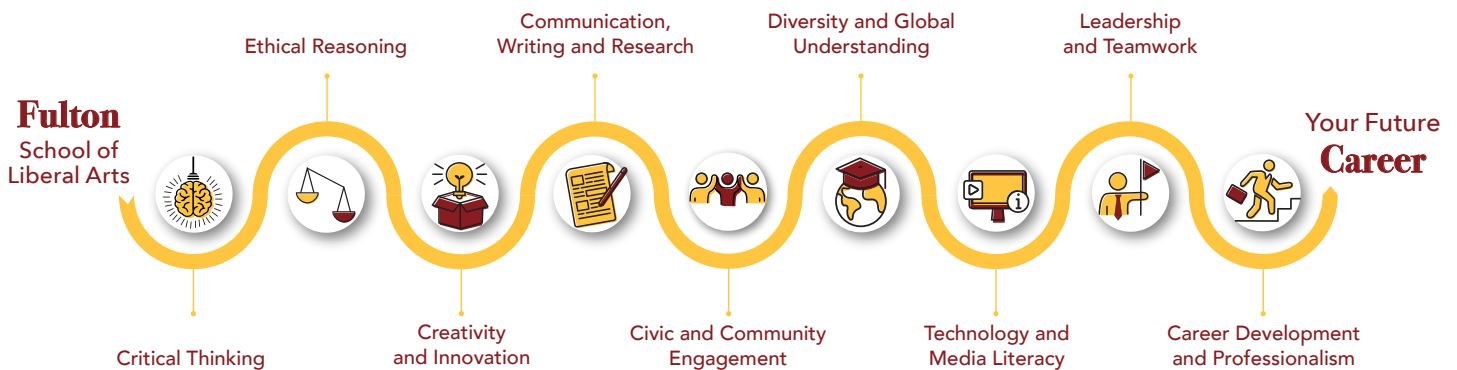 Fulton
School of
Liberal Arts
Critical Thinking
Ethical Reasoning
Creativity
and Innovation
Communication,
Writing and Research
Civic and Community
Engagement
Diversity and Global
Understanding
Technology and
Media Literacy
Leadership
and Teamwork
Career Development
and Professionalism
Your Future
Career